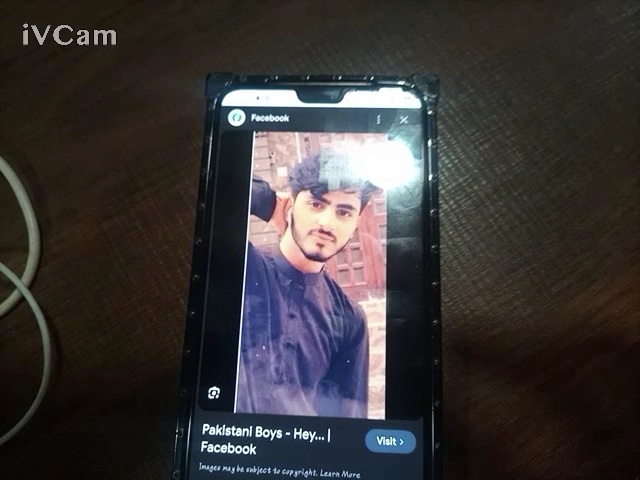 iVCam
Facebook
Pakistani Boys - Hey... |
Facebook
Visit >
Images may be subject to copyright. Learn More